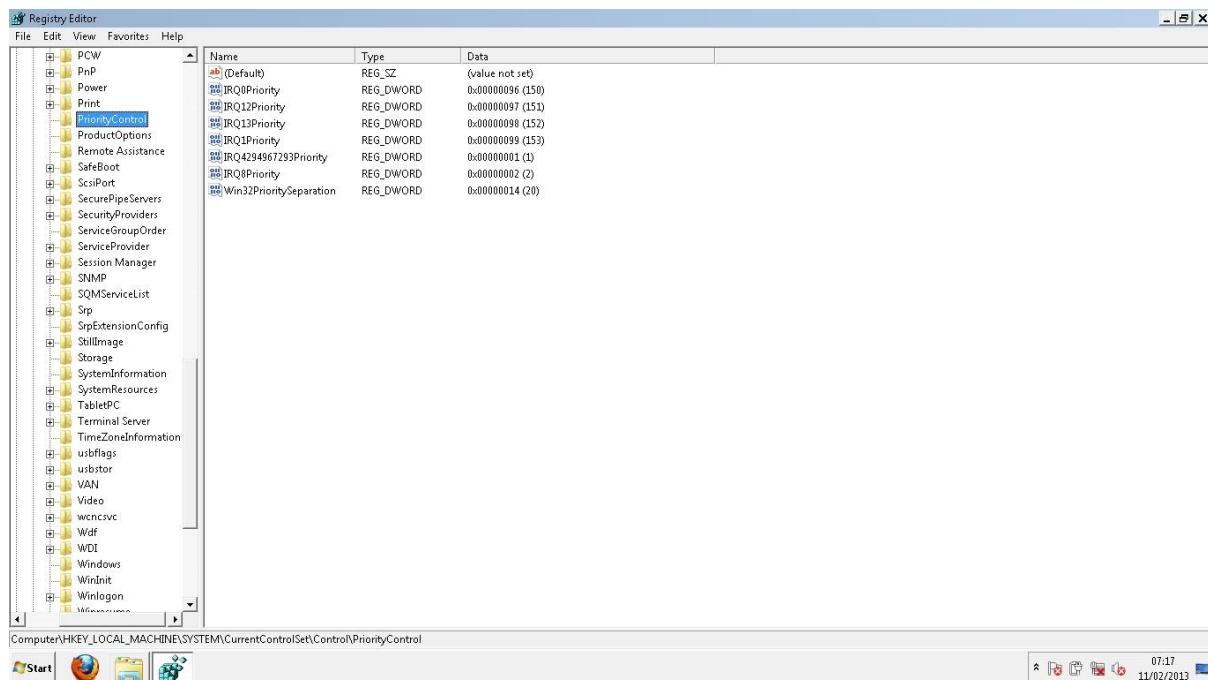 Registry Editor
File Edit View Favorites Help
PCW
PnP
Power
Print
PriorityControl
ProductOptions
Remote Assistance
SafeBoot
ScsiPort
SecurePipeServers
SecurityProviders
ServiceGroupOrder
ServiceProvider
Session Manager
SNMP
SQMServiceList
Srp
SrpExtensionConfig
StillImage
Storage
SystemInformation
SystemResources
TabletPC
Terminal Server
TimeZoneInformation
usbflags
usbstor
VAN
Video
wcncsvc
Wdf
WDI
Windows
WinInit
Winlogon
Name Type Data
(Default) REG_SZ (value not set)
IRQ0Priority REG_DWORD 0x00000096 (150)
IRQ12Priority REG_DWORD 0x00000097 (151)
IRQ13Priority REG_DWORD 0x00000098 (152)
IRQ1Priority REG_DWORD 0x00000099 (153)
IRQ4294967293Priority REG_DWORD 0x00000001 (1)
IRQ8Priority REG_DWORD 0x00000002 (2)
Win32PrioritySeparation REG_DWORD 0x00000014 (20)
Computer\HKEY_LOCAL_MACHINE\SYSTEM\CurrentControlSet\Control\PriorityControl
Start
07:17
11/02/2013